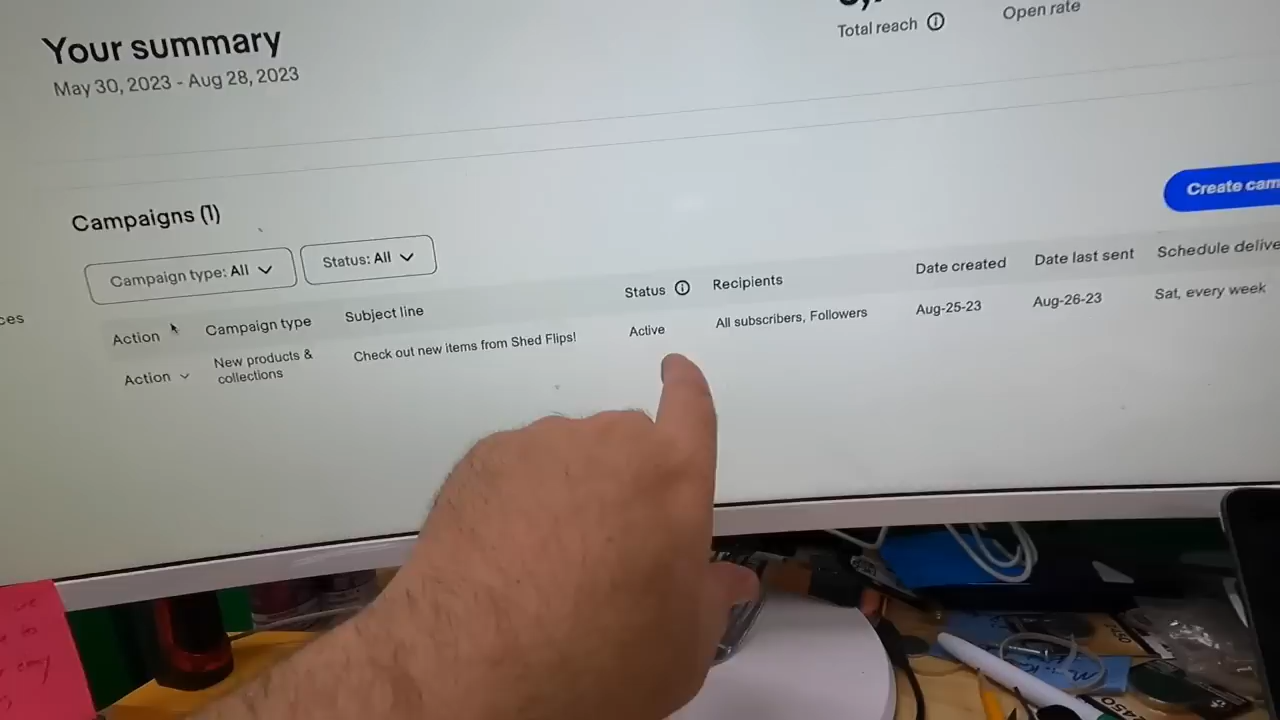 Your summary
May 30, 2023 - Aug 28, 2023
Total reach
Open rate
Campaigns (1)
Create cam
Campaign type: All
Status: All
Action
Campaign type
Subject line
Status
Recipients
Date created
Date last sent
Schedule delive
Action
New products &
collections
Check out new items from Shed Flips!
Active
All subscribers, Followers
Aug-25-23
Aug-26-23
Sat, every week
ces